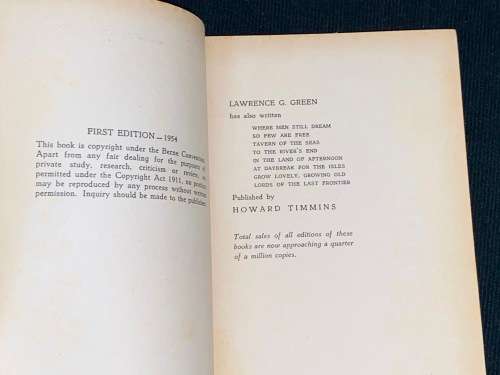 FIRST EDITION—1954
This book is copyright under the Berne Convention.
Apart from any fair dealing for the purposes of
private study, research, criticism or review, as
permitted under the Copyright Act 1911, no portion
may be reproduced by any process without written
permission. Inquiry should be made to the publisher.
LAWRENCE G. GREEN
has also written
WHERE MEN STILL DREAM
SO FEW ARE FREE
TAVERN OF THE SEAS
TO THE RIVER'S END
IN THE LAND OF AFTERNOON
AT DAYBREAK FOR THE ISLES
GROW LOVELY, GROWING OLD
LORDS OF THE LAST FRONTIER
Published by
HOWARD TIMMINS
Total sales of all editions of these
books are now approaching a quarter
of a million copies.